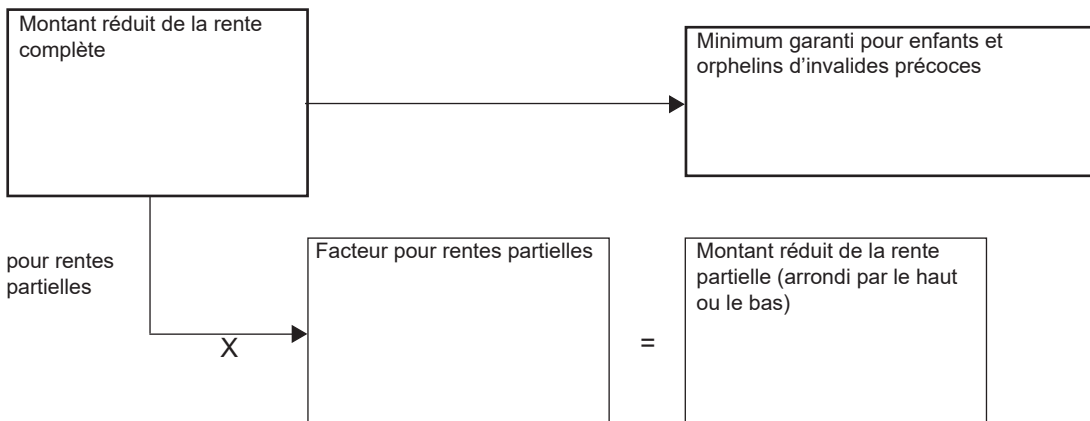 Montant réduit de la rente
complète
Minimum garanti pour enfants et
orphelins d'invalides précoces
pour rentes
partielles
X
Facteur pour rentes partielles
=
Montant réduit de la rente
partielle (arrondi par le haut
ou le bas)